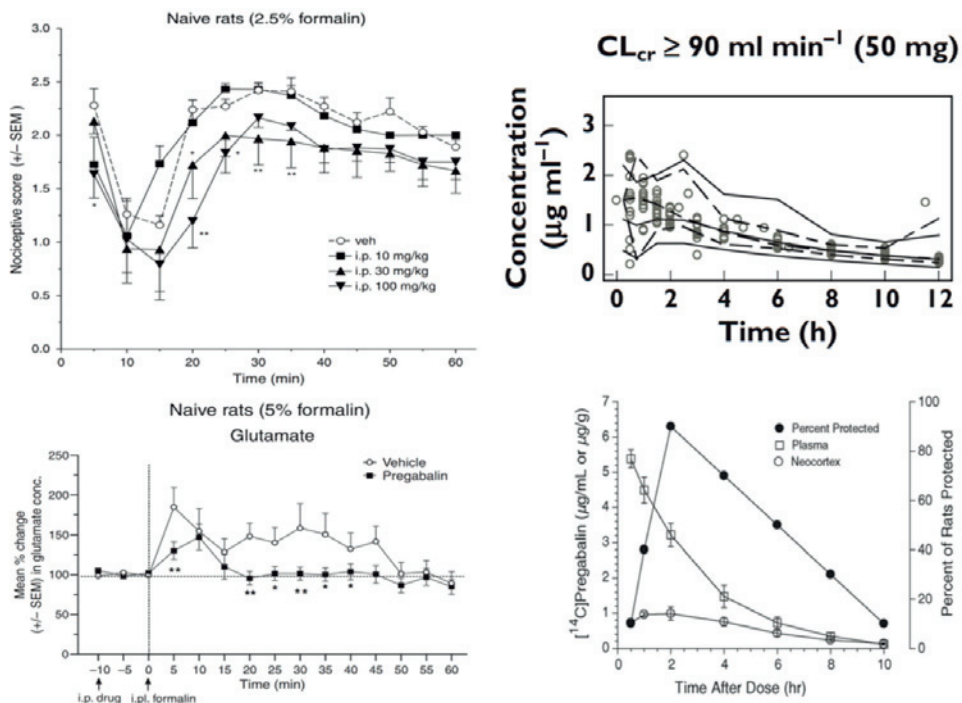 Naive rats (2.5% formalin)
Nociceptive score (+/– SEM)
3.0
2.5
2.0
1.5
1.0
2.5
2.0
veh
i.p. 10 mg/kg
i.p. 30 mg/kg
i.p. 100 mg/kg
*
*
**
*
**
**
0 10 20 30 40 50 60
Time (min)
CLcr ≥ 90 ml min–1 (50 mg)
Concentration
(µg ml–1)
3
2
1
0
0 2 4 6 8 10 12
Time (h)
Naive rats (5% formalin)
Glutamate
Mean % change
(+/– SEM) in glutamate conc.
250
200
150
100
50
0
Vehicle
Pregabalin
** ** * ** * *
–10 –5 0 5 10 15 20 25 30 35 40 45 50 55 60
Time (min)
i.p. drug
i.pl. formalin
[14C]Pregabalin (µg/mL or µg/g)
7
6
5
4
3
2
1
0
Percent Protected
Plasma
Neocortex
100
80
60
40
20
0
Percent of Rats Protected
0 2 4 6 8 10
Time After Dose (hr)